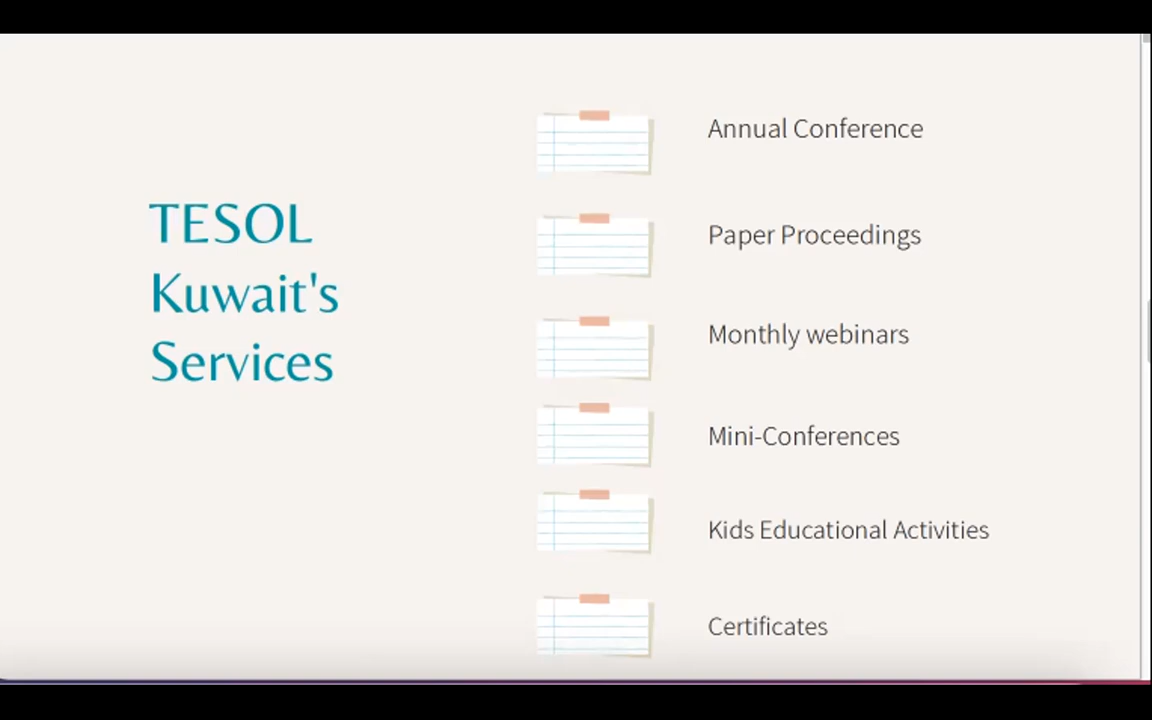 TESOL
Kuwait's
Services
Annual Conference
Paper Proceedings
Monthly webinars
Mini-Conferences
Kids Educational Activities
Certificates